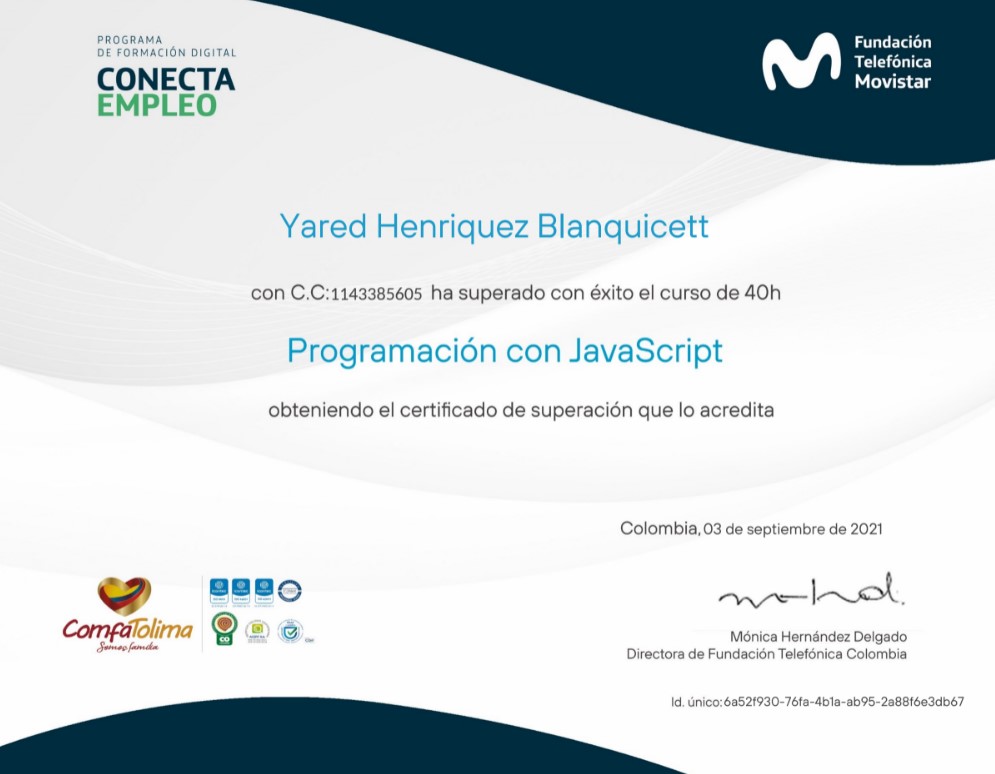 PROGRAMA
DE FORMACIÓN DIGITAL
CONECTA
EMPLEO
Fundación
Telefónica
Movistar
Yared Henriquez Blanquicett
con C.C:1143385605 ha superado con éxito el curso de 40h
Programación con JavaScript
obteniendo el certificado de superación que lo acredita
Colombia, 03 de septiembre de 2021
ComfaTolima
Somos familia
CO
Mónica Hernández Delgado
Directora de Fundación Telefónica Colombia
Id. único:6a52f930-76fa-4b1a-ab95-2a88f6e3db67